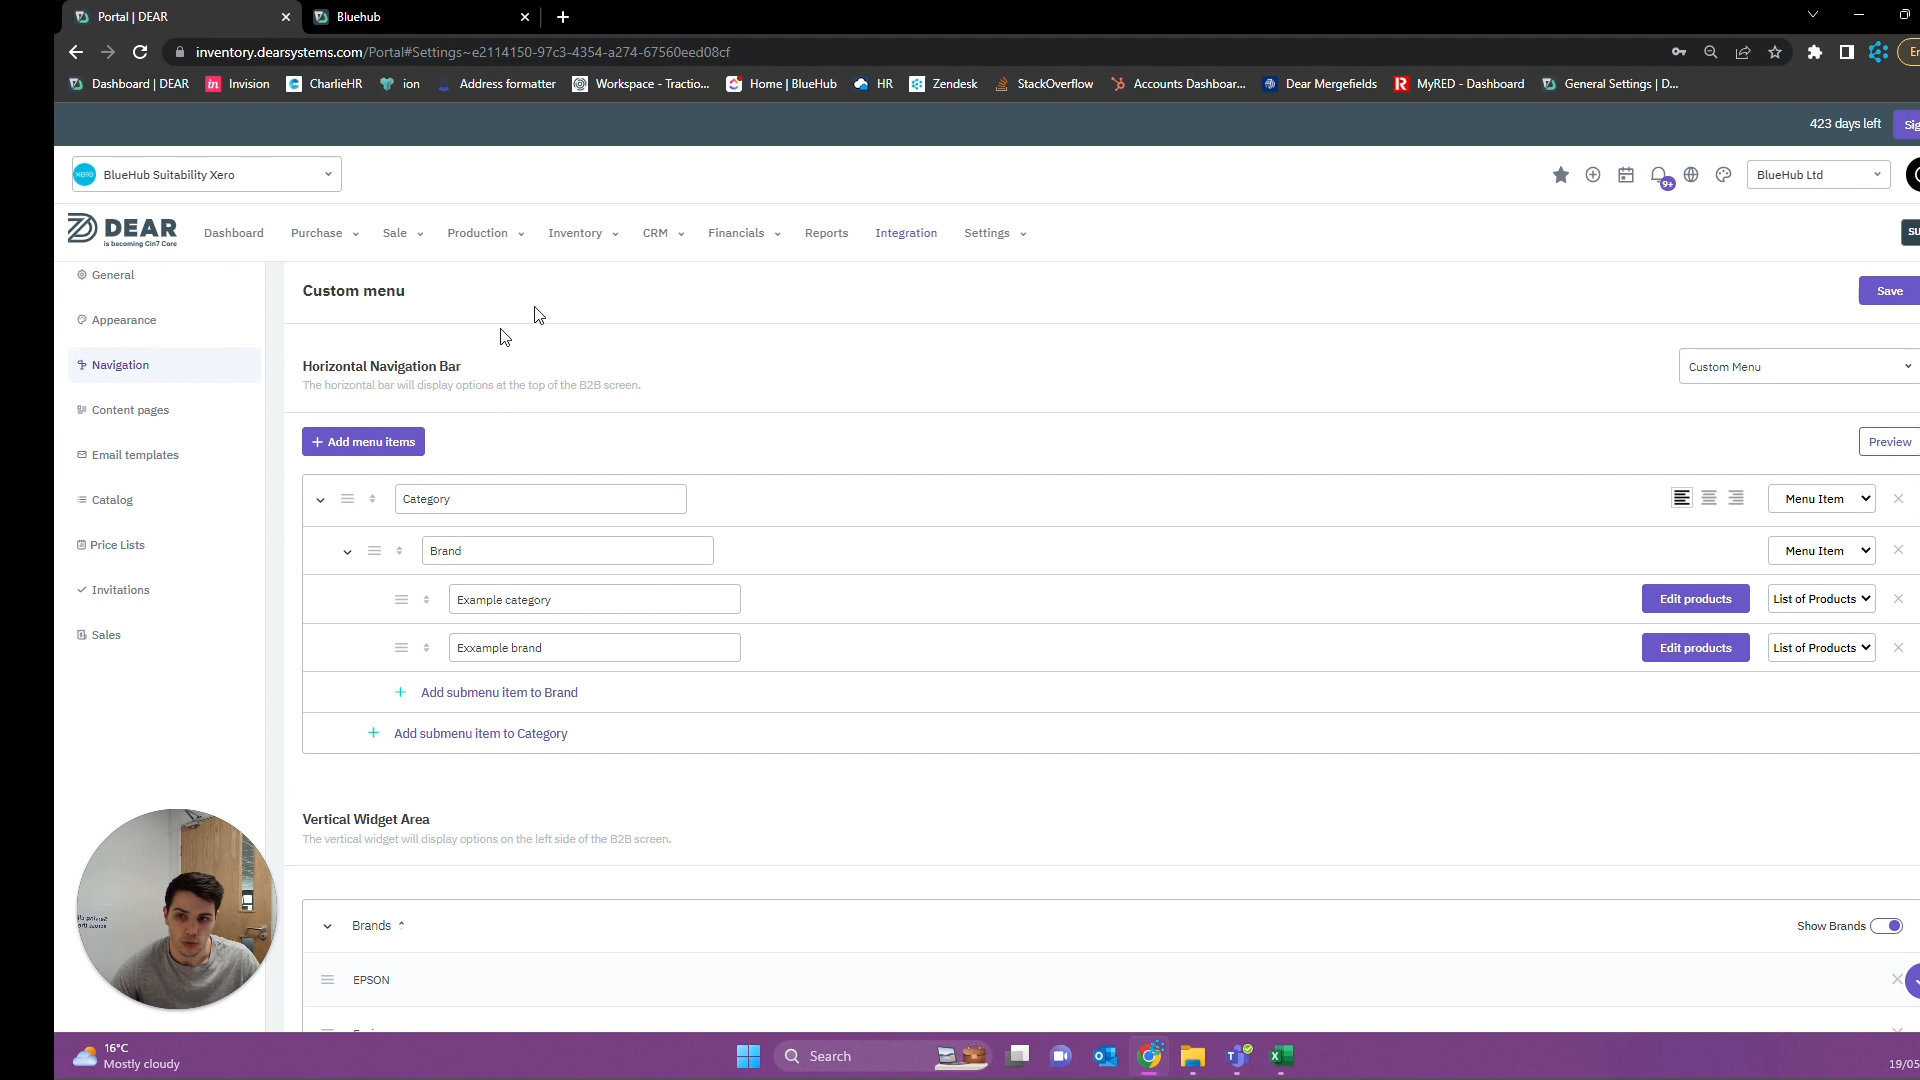 Portal | DEAR
Bluehub
inventory.dearsystems.com/Portal#Settings~e2114150-97c3-4354-a274-67560eed08cf
Dashboard | DEAR
Invision
CharlieHR
ion
Address formatter
Workspace - Tractio...
Home | BlueHub
HR
Zendesk
StackOverflow
Accounts Dashboar...
Dear Mergefields
MyRED - Dashboard
General Settings | D...
423 days left
xero
BlueHub Suitability Xero
9+
BlueHub Ltd
DEAR
is becoming Cin7 Core
Dashboard
Purchase
Sale
Production
Inventory
CRM
Financials
Reports
Integration
Settings
General
Appearance
Navigation
Content pages
Email templates
Catalog
Price Lists
Invitations
Sales
Custom menu
Save
Horizontal Navigation Bar
The horizontal bar will display options at the top of the B2B screen.
Custom Menu
+ Add menu items
Preview
Category
Menu Item
Brand
Menu Item
Example category
Edit products
List of Products
Exxample brand
Edit products
List of Products
+ Add submenu item to Brand
+ Add submenu item to Category
Vertical Widget Area
The vertical widget will display options on the left side of the B2B screen.
Brands
Show Brands
EPSON
16°C
Mostly cloudy
Search
19/05